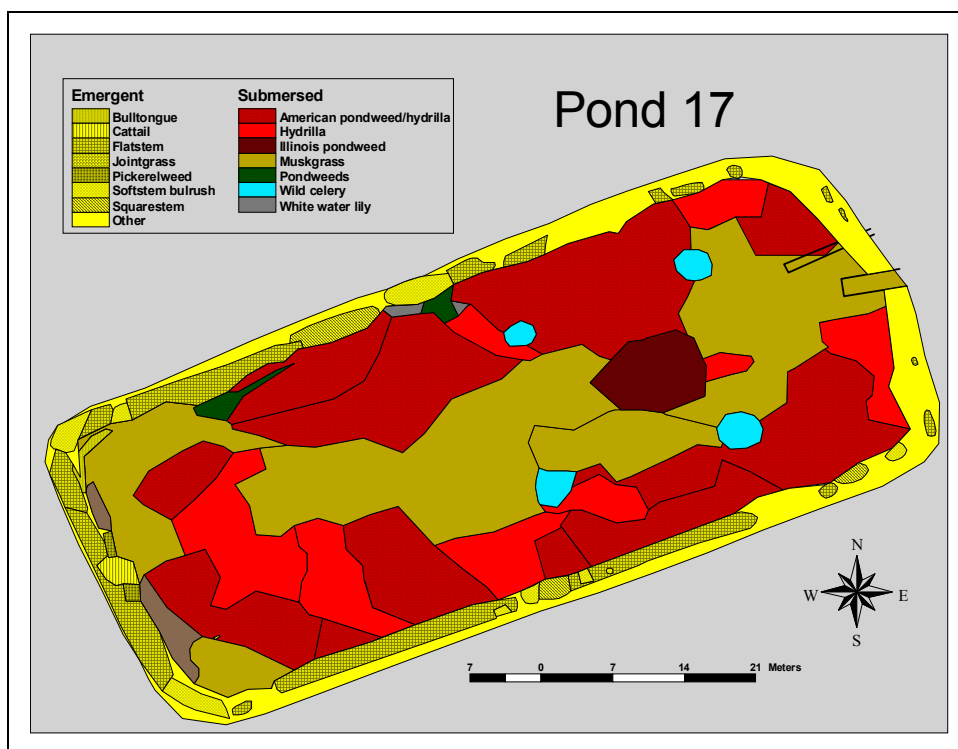 Pond 17
Emergent
Bulltongue
Cattail
Flatstem
Jointgrass
Pickerelweed
Softstem bulrush
Squarestem
Other
Submersed
American pondweed/hydrilla
Hydrilla
Illinois pondweed
Muskgrass
Pondweeds
Wild celery
White water lily
N
W E
S
7 0 7 14 21 Meters